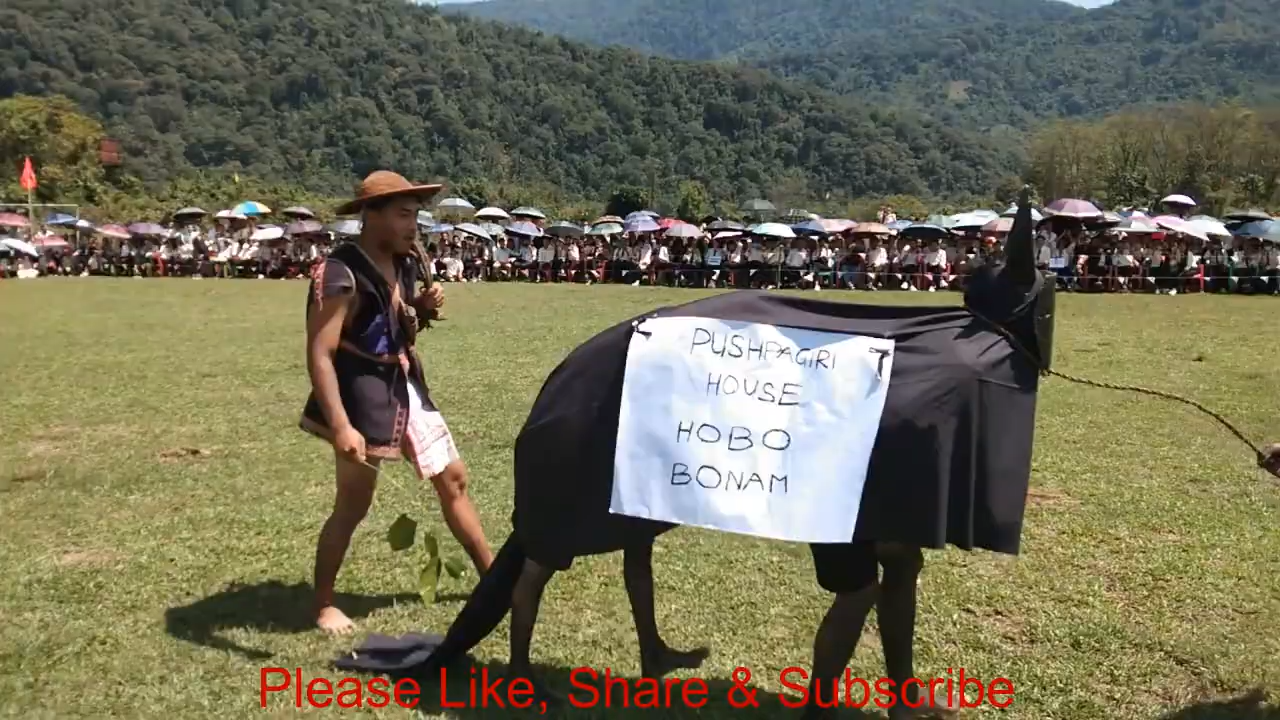 PUSHPAGIRI
HOUSE
HOBO
BONAM
Please Like, Share & Subscribe